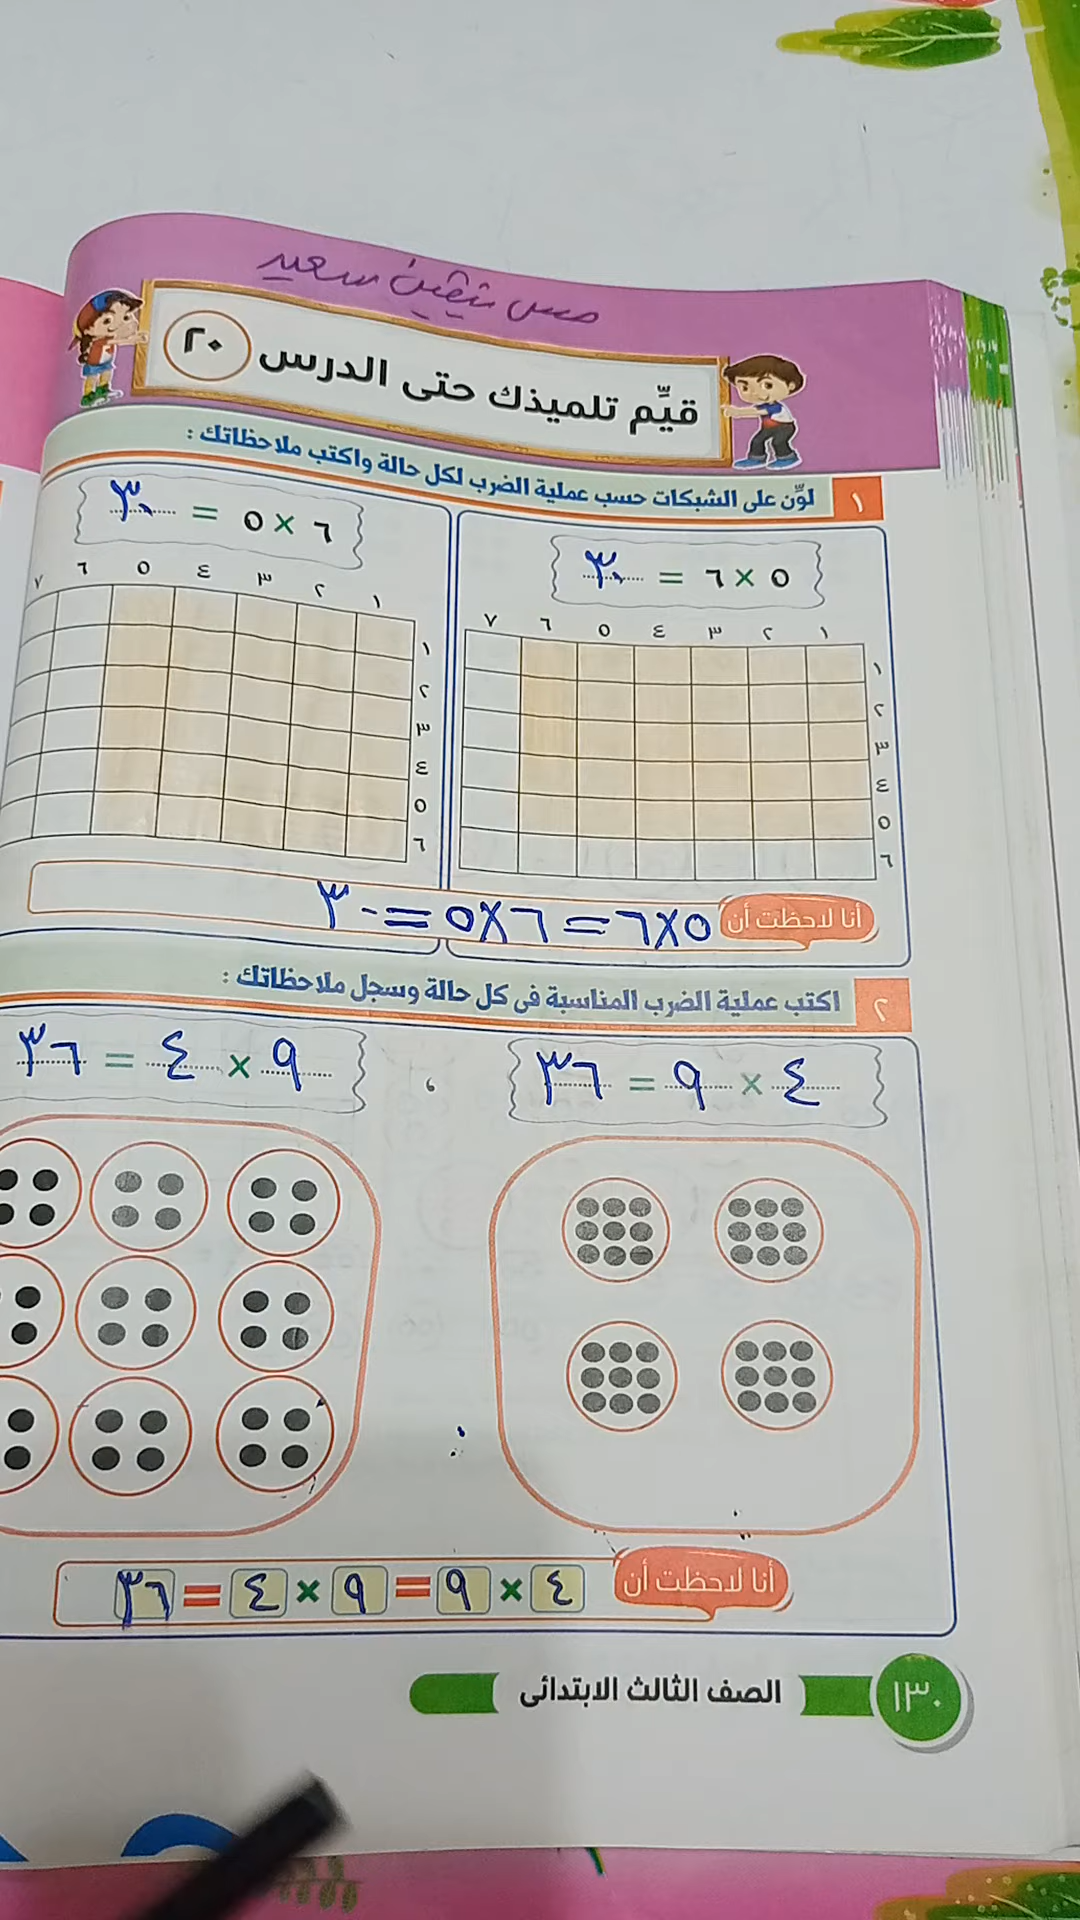 مس يقين سعيد
قيِّم تلميذك حتى الدرس ٢٠
١ لوِّن على الشبكات حسب عملية الضرب لكل حالة واكتب ملاحظاتك :
٥ × ٦ = ٣٠
١ ٢ ٣ ٤ ٥ ٦ ٧
١
٢
٣
٤
٥
٦
٦ × ٥ = ٣٠
١ ٢ ٣ ٤ ٥ ٦ ٧
١
٢
٣
٤
٥
٦
أنا لاحظت أن ٥×٦ = ٦×٥ = ٣٠
٢ اكتب عملية الضرب المناسبة فى كل حالة وسجل ملاحظاتك :
٤ × ٩ = ٣٦ ، ٩ × ٤ = ٣٦
أنا لاحظت أن ٤ × ٩ = ٩ × ٤ = ٣٦
١٣٠ الصف الثالث الابتدائى